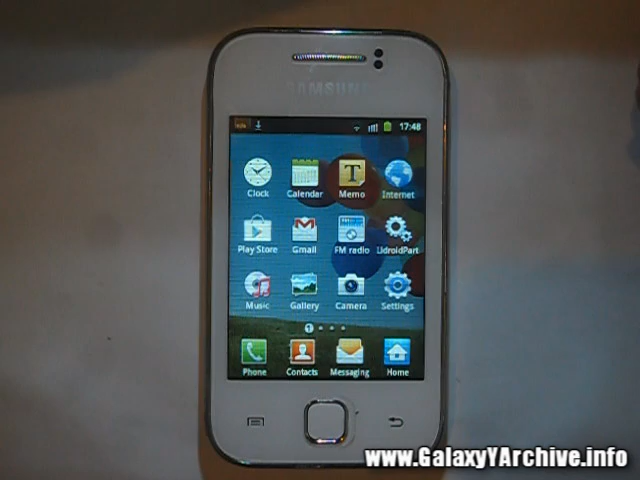 SAMSUNG
17:48
Clock Calendar Memo Internet
Play Store Gmail FM radio UdroidPart
Music Gallery Camera Settings
1
Phone Contacts Messaging Home
www.GalaxyYArchive.info